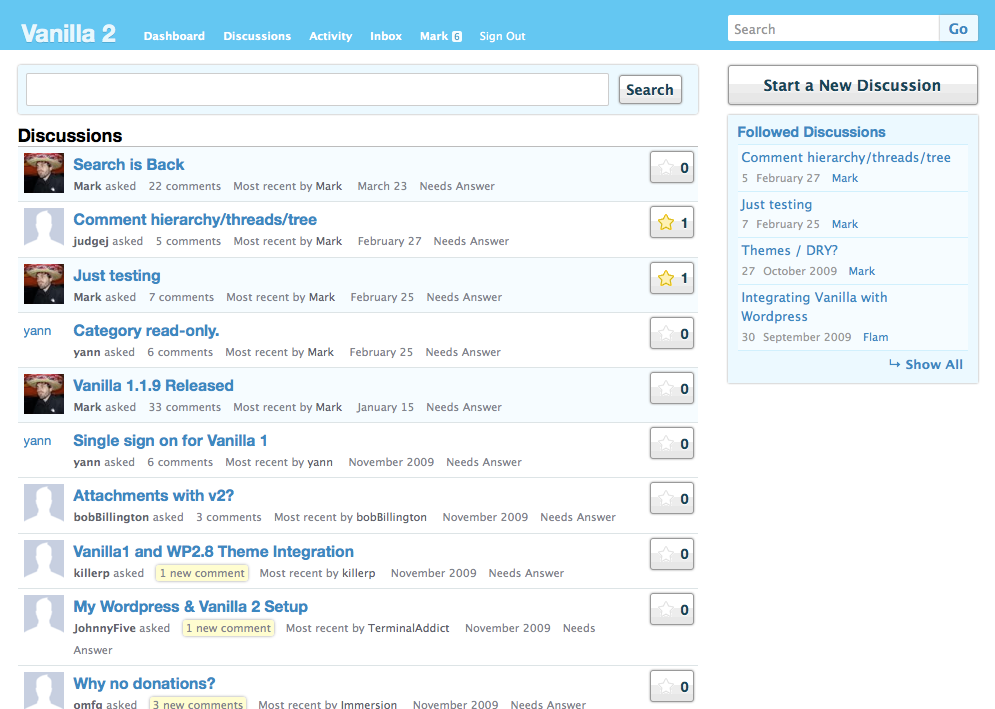 Vanilla 2
Dashboard Discussions Activity Inbox Mark 6 Sign Out
Search Go
Search
Start a New Discussion
Discussions
Search is Back
Mark asked 22 comments Most recent by Mark March 23 Needs Answer
0
Comment hierarchy/threads/tree
judgej asked 5 comments Most recent by Mark February 27 Needs Answer
1
Just testing
Mark asked 7 comments Most recent by Mark February 25 Needs Answer
1
yann
Category read-only.
yann asked 6 comments Most recent by Mark February 25 Needs Answer
0
Vanilla 1.1.9 Released
Mark asked 33 comments Most recent by Mark January 15 Needs Answer
0
yann
Single sign on for Vanilla 1
yann asked 6 comments Most recent by yann November 2009 Needs Answer
0
Attachments with v2?
bobBillington asked 3 comments Most recent by bobBillington November 2009 Needs Answer
0
Vanilla1 and WP2.8 Theme Integration
killerp asked 1 new comment Most recent by killerp November 2009 Needs Answer
0
My Wordpress & Vanilla 2 Setup
JohnnyFive asked 1 new comment Most recent by TerminalAddict November 2009 Needs
Answer
0
Why no donations?
omfg asked 3 new comments Most recent by Immersion November 2009 Needs Answer
0
Followed Discussions
Comment hierarchy/threads/tree
5 February 27 Mark
Just testing
7 February 25 Mark
Themes / DRY?
27 October 2009 Mark
Integrating Vanilla with
Wordpress
30 September 2009 Flam
↳ Show All